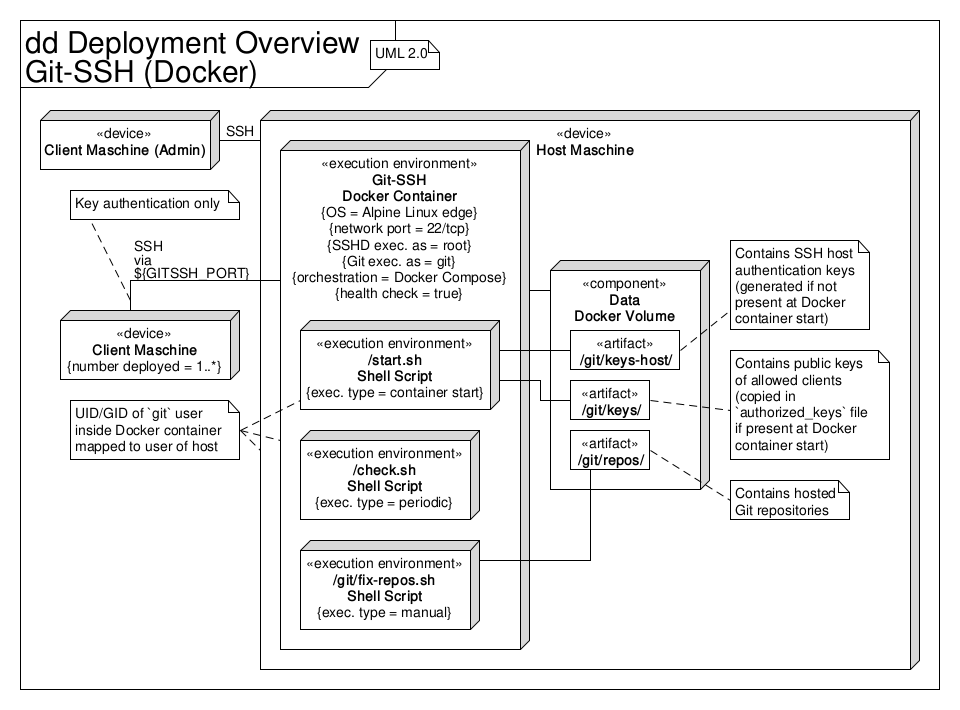 dd Deployment Overview
Git-SSH (Docker)
UML 2.0
«device»
Client Maschine (Admin)
SSH
«device»
Host Maschine
«execution environment»
Git-SSH
Docker Container
{OS = Alpine Linux edge}
{network port = 22/tcp}
{SSHD exec. as = root}
{Git exec. as = git}
{orchestration = Docker Compose}
{health check = true}
Key authentication only
SSH
via
${GITSSH_PORT}
«device»
Client Maschine
{number deployed = 1..*}
UID/GID of `git` user
inside Docker container
mapped to user of host
«execution environment»
/start.sh
Shell Script
{exec. type = container start}
«execution environment»
/check.sh
Shell Script
{exec. type = periodic}
«execution environment»
/git/fix-repos.sh
Shell Script
{exec. type = manual}
«component»
Data
Docker Volume
«artifact»
/git/keys-host/
«artifact»
/git/keys/
«artifact»
/git/repos/
Contains SSH host
authentication keys
(generated if not
present at Docker
container start)
Contains public keys
of allowed clients
(copied in
`authorized_keys` file
if present at Docker
container start)
Contains hosted
Git repositories